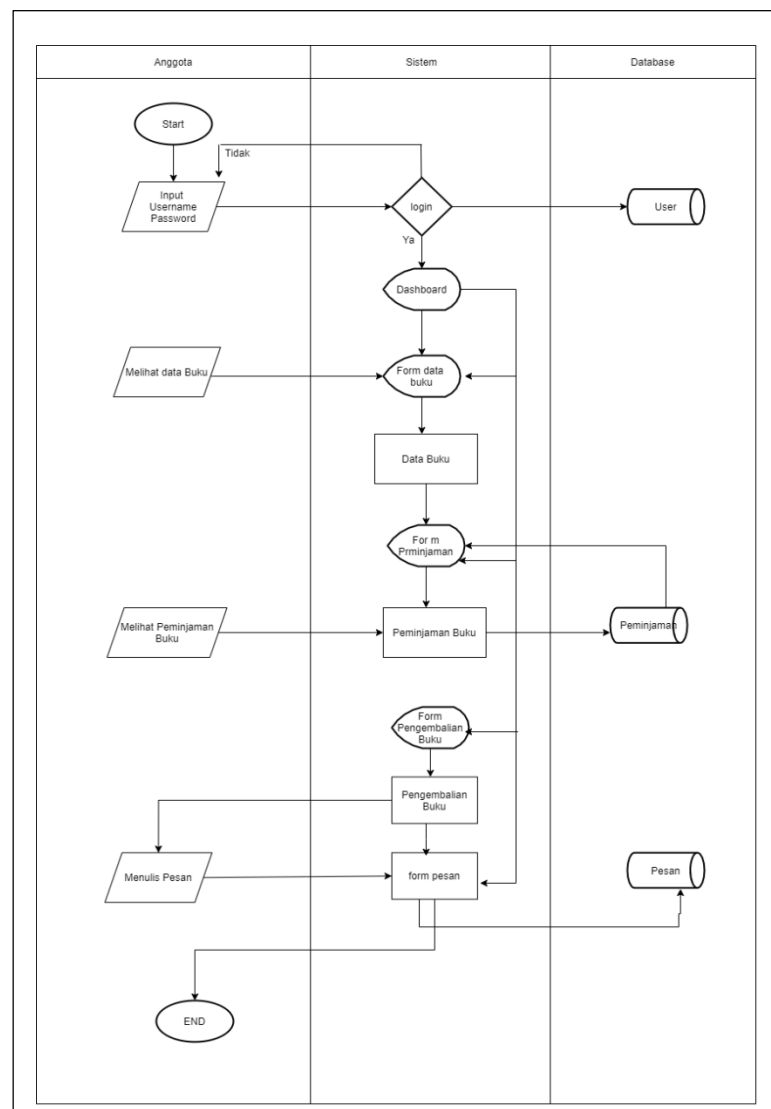 Anggota
Sistem
Database
Start
Tidak
Input
Username
Password
login
User
Ya
Dashboard
Melihat data Buku
Form data
buku
Data Buku
For m
Prminjaman
Melihat Peminjaman
Buku
Peminjaman Buku
Peminjaman
Form
Pengembalian
Buku
Pengembalian
Buku
Menulis Pesan
form pesan
Pesan
END